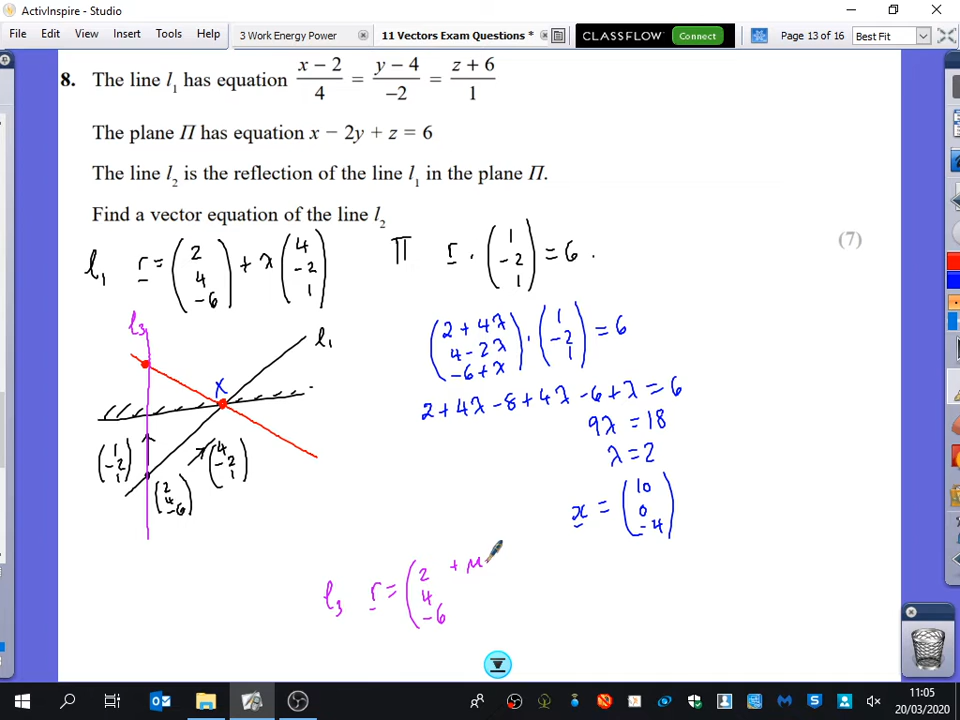 ActivInspire
File Edit View Insert Tools Help
3 Work Energy Power
11 Vectors Exam Questions *
CLASSFLOW Connect
Page 13 of 16
Best Fit
8. The line l₁ has equation (x − 2)/4 = (y − 4)/−2 = (z + 6)/1
The plane Π has equation x − 2y + z = 6
The line l₂ is the reflection of the line l₁ in the plane Π.
Find a vector equation of the line l₂
(7)
l₁ r = (2 4 −6) + λ (4 −2 1)
Π r . (1 −2 1) = 6 .
l₃
l₁
X
(1 −2 1)
(2 4 −6)
(4 −2 1)
(2 + 4λ 4 − 2λ −6 + λ) . (1 −2 1) = 6
2 + 4λ − 8 + 4λ − 6 + λ = 6
9λ = 18
λ = 2
x = (10 0 −4)
l₃ r = (2 4 −6 + μ
11:05
20/03/2020